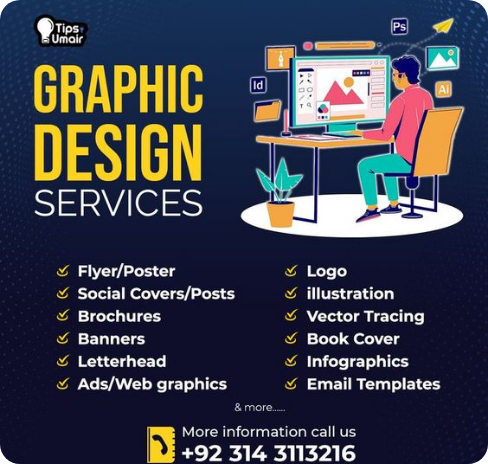 Tips
Umair
GRAPHIC
DESIGN
SERVICES
Ps
Id
Ai
Flyer/Poster
Social Covers/Posts
Brochures
Banners
Letterhead
Ads/Web graphics
Logo
illustration
Vector Tracing
Book Cover
Infographics
Email Templates
& more......
More information call us
+92 314 3113216